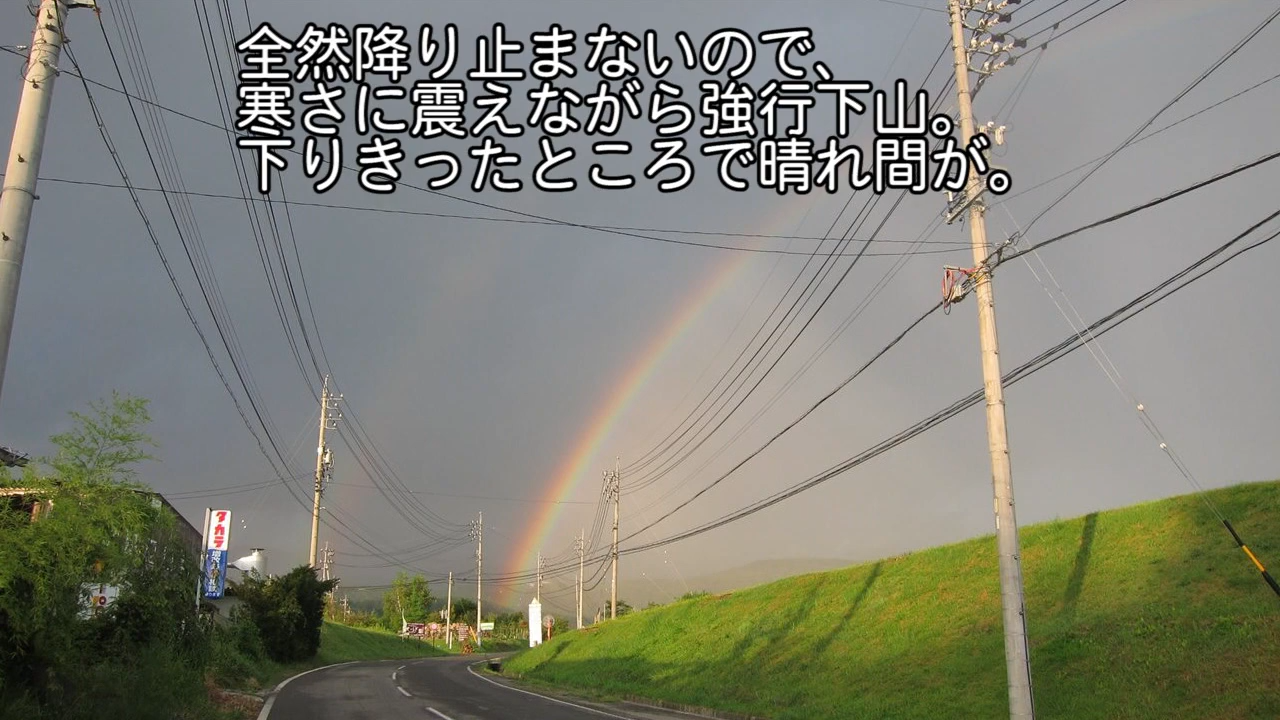 全然降り止まないので、
寒さに震えながら強行下山。
下りきったところで晴れ間が。
タカラ